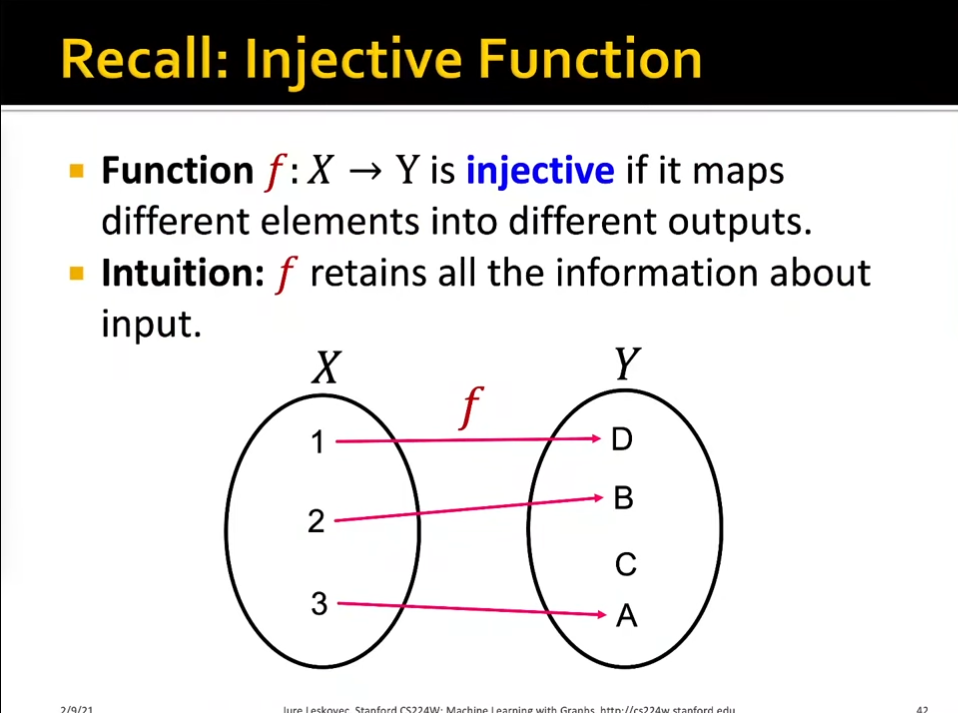 Recall: Injective Function
▪ Function f: X → Y is injective if it maps
different elements into different outputs.
▪ Intuition: f retains all the information about
input.
X Y
f
1 D
2 B
C
3 A
2/9/21 Jure Leskovec, Stanford CS224W: Machine Learning with Graphs, http://cs224w.stanford.edu 42